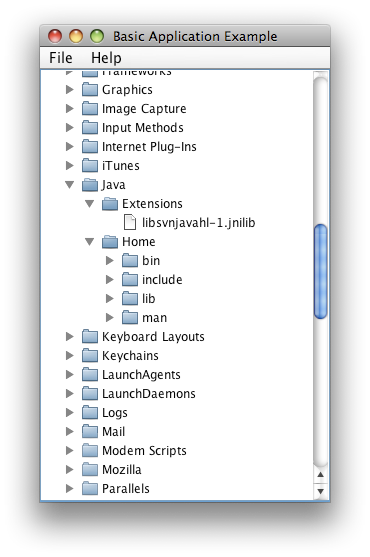 Basic Application Example
File Help
Frameworks
Graphics
Image Capture
Input Methods
Internet Plug-Ins
iTunes
Java
Extensions
libsvnjavahl-1.jnilib
Home
bin
include
lib
man
Keyboard Layouts
Keychains
LaunchAgents
LaunchDaemons
Logs
Mail
Modem Scripts
Mozilla
Parallels